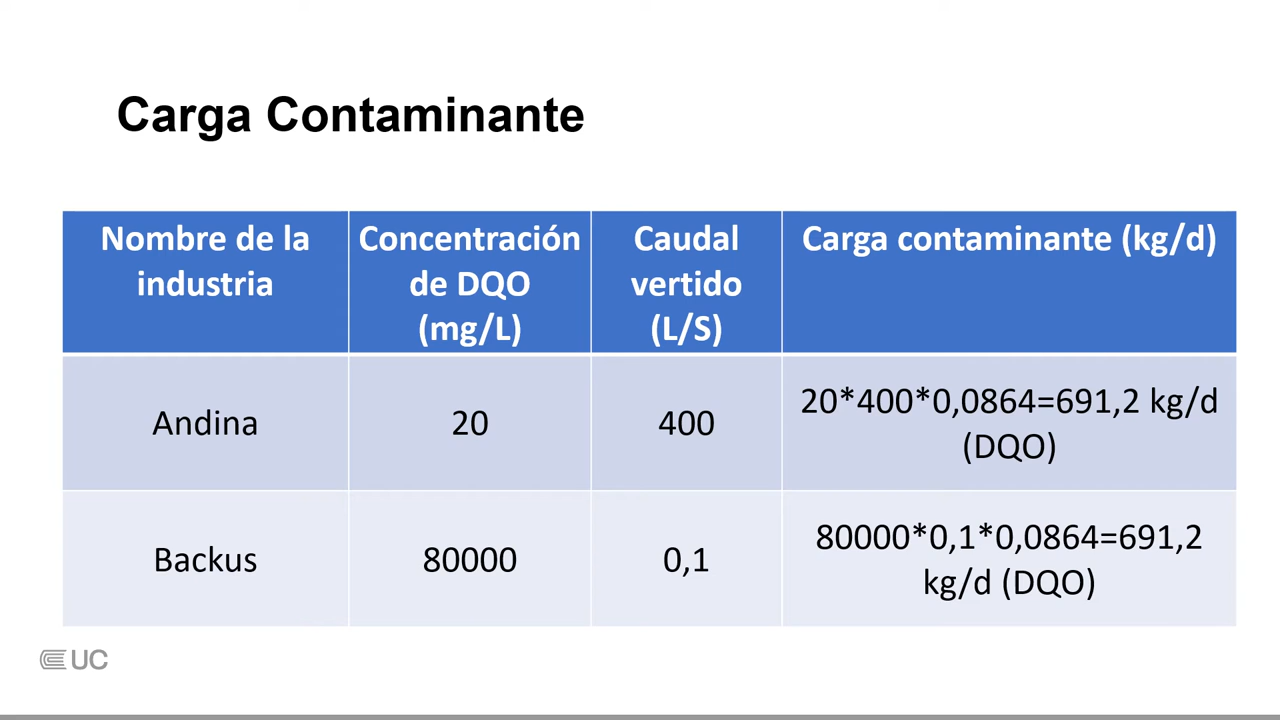 Carga Contaminante
Nombre de la
industria
Concentración
de DQO
(mg/L)
Caudal
vertido
(L/S)
Carga contaminante (kg/d)
Andina
20
400
20*400*0,0864=691,2 kg/d
(DQO)
Backus
80000
0,1
80000*0,1*0,0864=691,2
kg/d (DQO)
UC